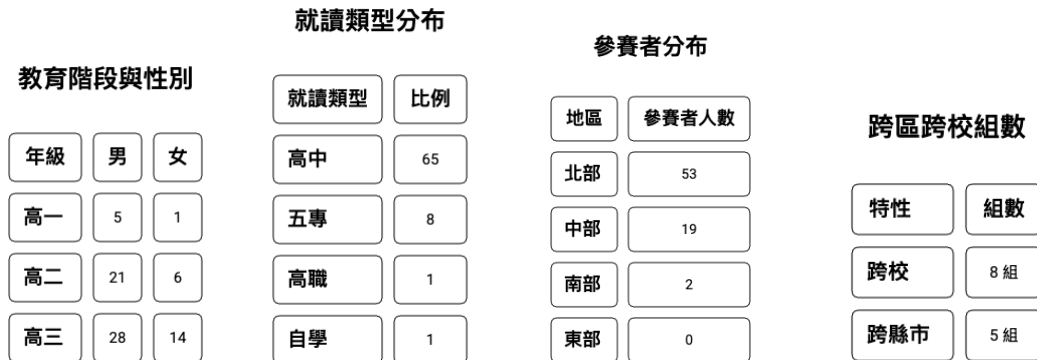 教育階段與性別
年級 男 女
高一 5 1
高二 21 6
高三 28 14
就讀類型分布
就讀類型 比例
高中 65
五專 8
高職 1
自學 1
參賽者分布
地區 參賽者人數
北部 53
中部 19
南部 2
東部 0
跨區跨校組數
特性 組數
跨校 8 組
跨縣市 5 組